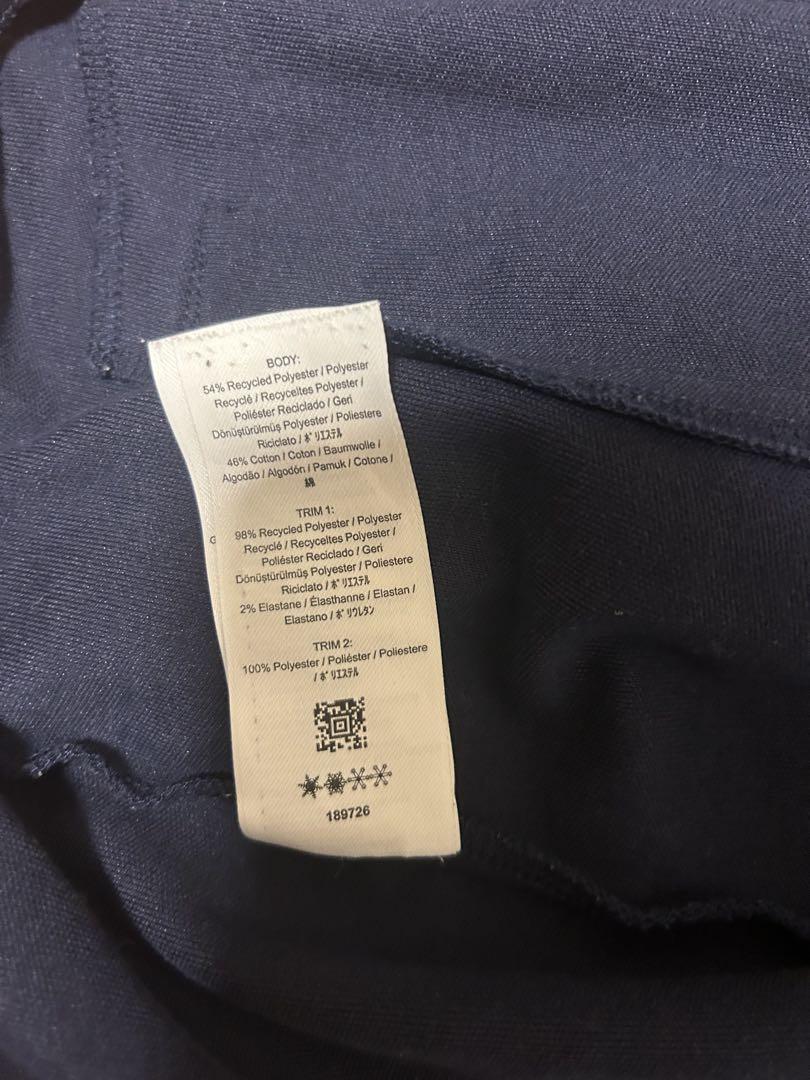 BODY:
54% Recycled Polyester / Polyester
Recyclé / Recyceltes Polyester /
Poliéster Reciclado / Geri
Dönüştürülmüş Polyester / Poliestere
Riciclato / ﾎﾟﾘｴｽﾃﾙ
46% Cotton / Coton / Baumwolle /
Algodão / Algodón / Pamuk / Cotone /
綿
TRIM 1:
98% Recycled Polyester / Polyester
Recyclé / Recyceltes Polyester /
Poliéster Reciclado / Geri
Dönüştürülmüş Polyester / Poliestere
Riciclato / ﾎﾟﾘｴｽﾃﾙ
2% Elastane / Élasthanne / Elastan /
Elastano / ﾎﾟﾘｳﾚﾀﾝ
TRIM 2:
100% Polyester / Poliéster / Poliestere
/ ﾎﾟﾘｴｽﾃﾙ
189726